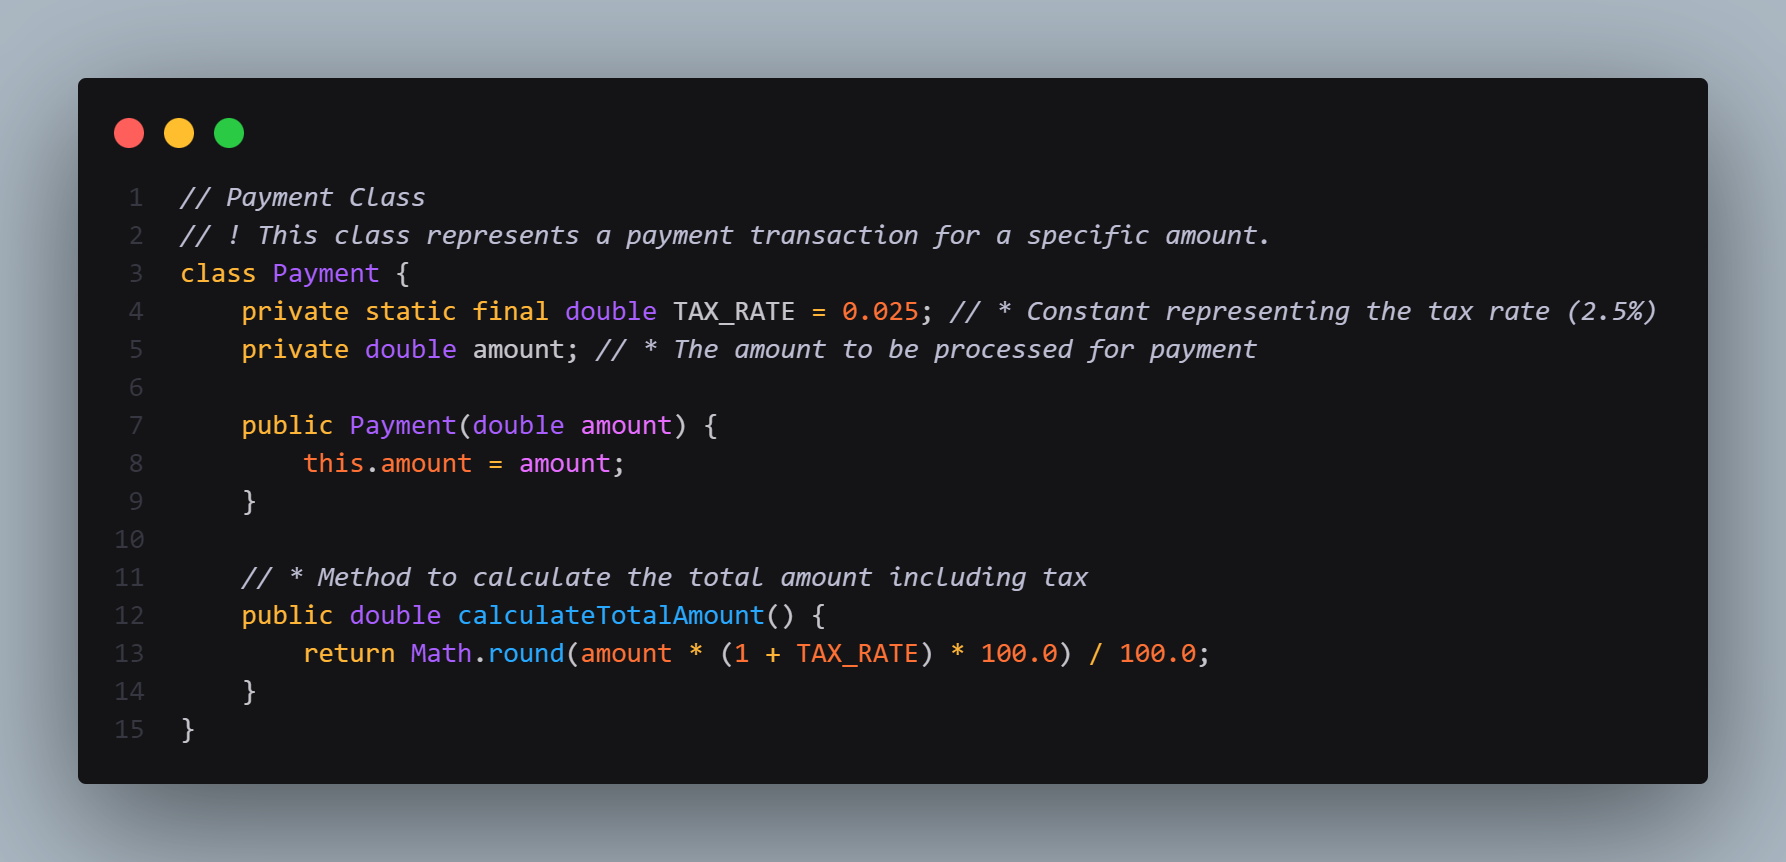 1 // Payment Class
2 // ! This class represents a payment transaction for a specific amount.
3 class Payment {
4     private static final double TAX_RATE = 0.025; // * Constant representing the tax rate (2.5%)
5     private double amount; // * The amount to be processed for payment
6
7     public Payment(double amount) {
8         this.amount = amount;
9     }
10
11     // * Method to calculate the total amount including tax
12     public double calculateTotalAmount() {
13         return Math.round(amount * (1 + TAX_RATE) * 100.0) / 100.0;
14     }
15 }